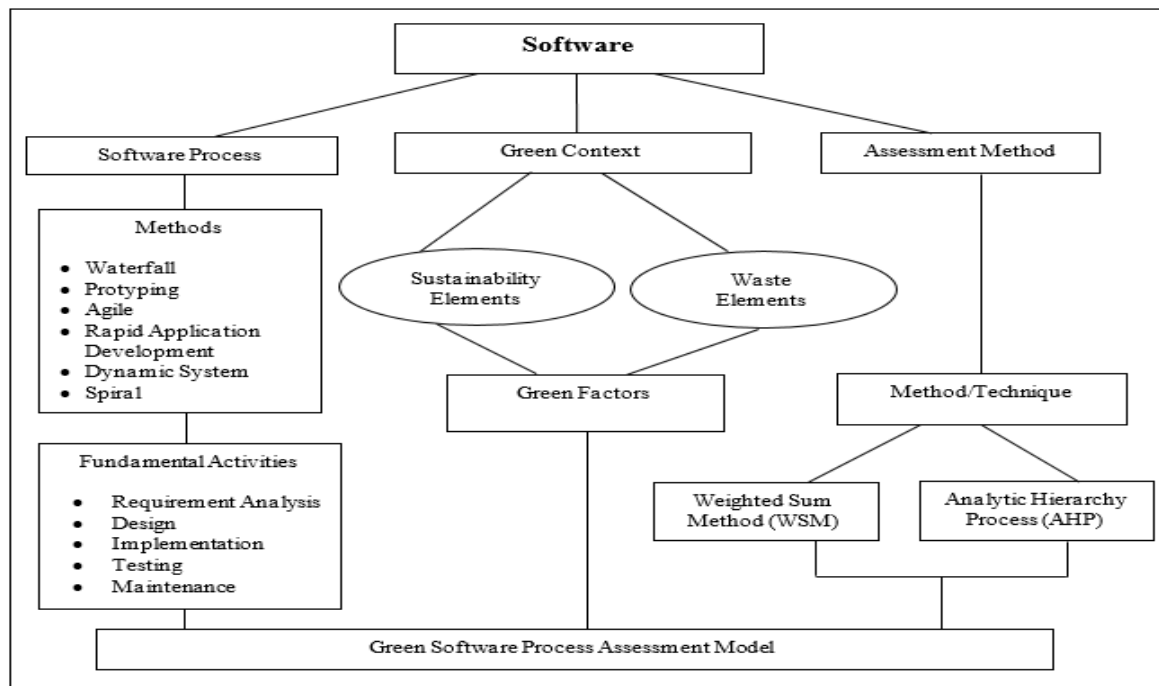 Software
Software Process
Green Context
Assessment Method
Methods
• Waterfall
• Protyping
• Agile
• Rapid Application
Development
• Dynamic System
• Spiral
Sustainability
Elements
Waste
Elements
Green Factors
Method/Technique
Fundamental Activities
• Requirement Analysis
• Design
• Implementation
• Testing
• Maintenance
Weighted Sum
Method (WSM)
Analytic Hierarchy
Process (AHP)
Green Software Process Assessment Model